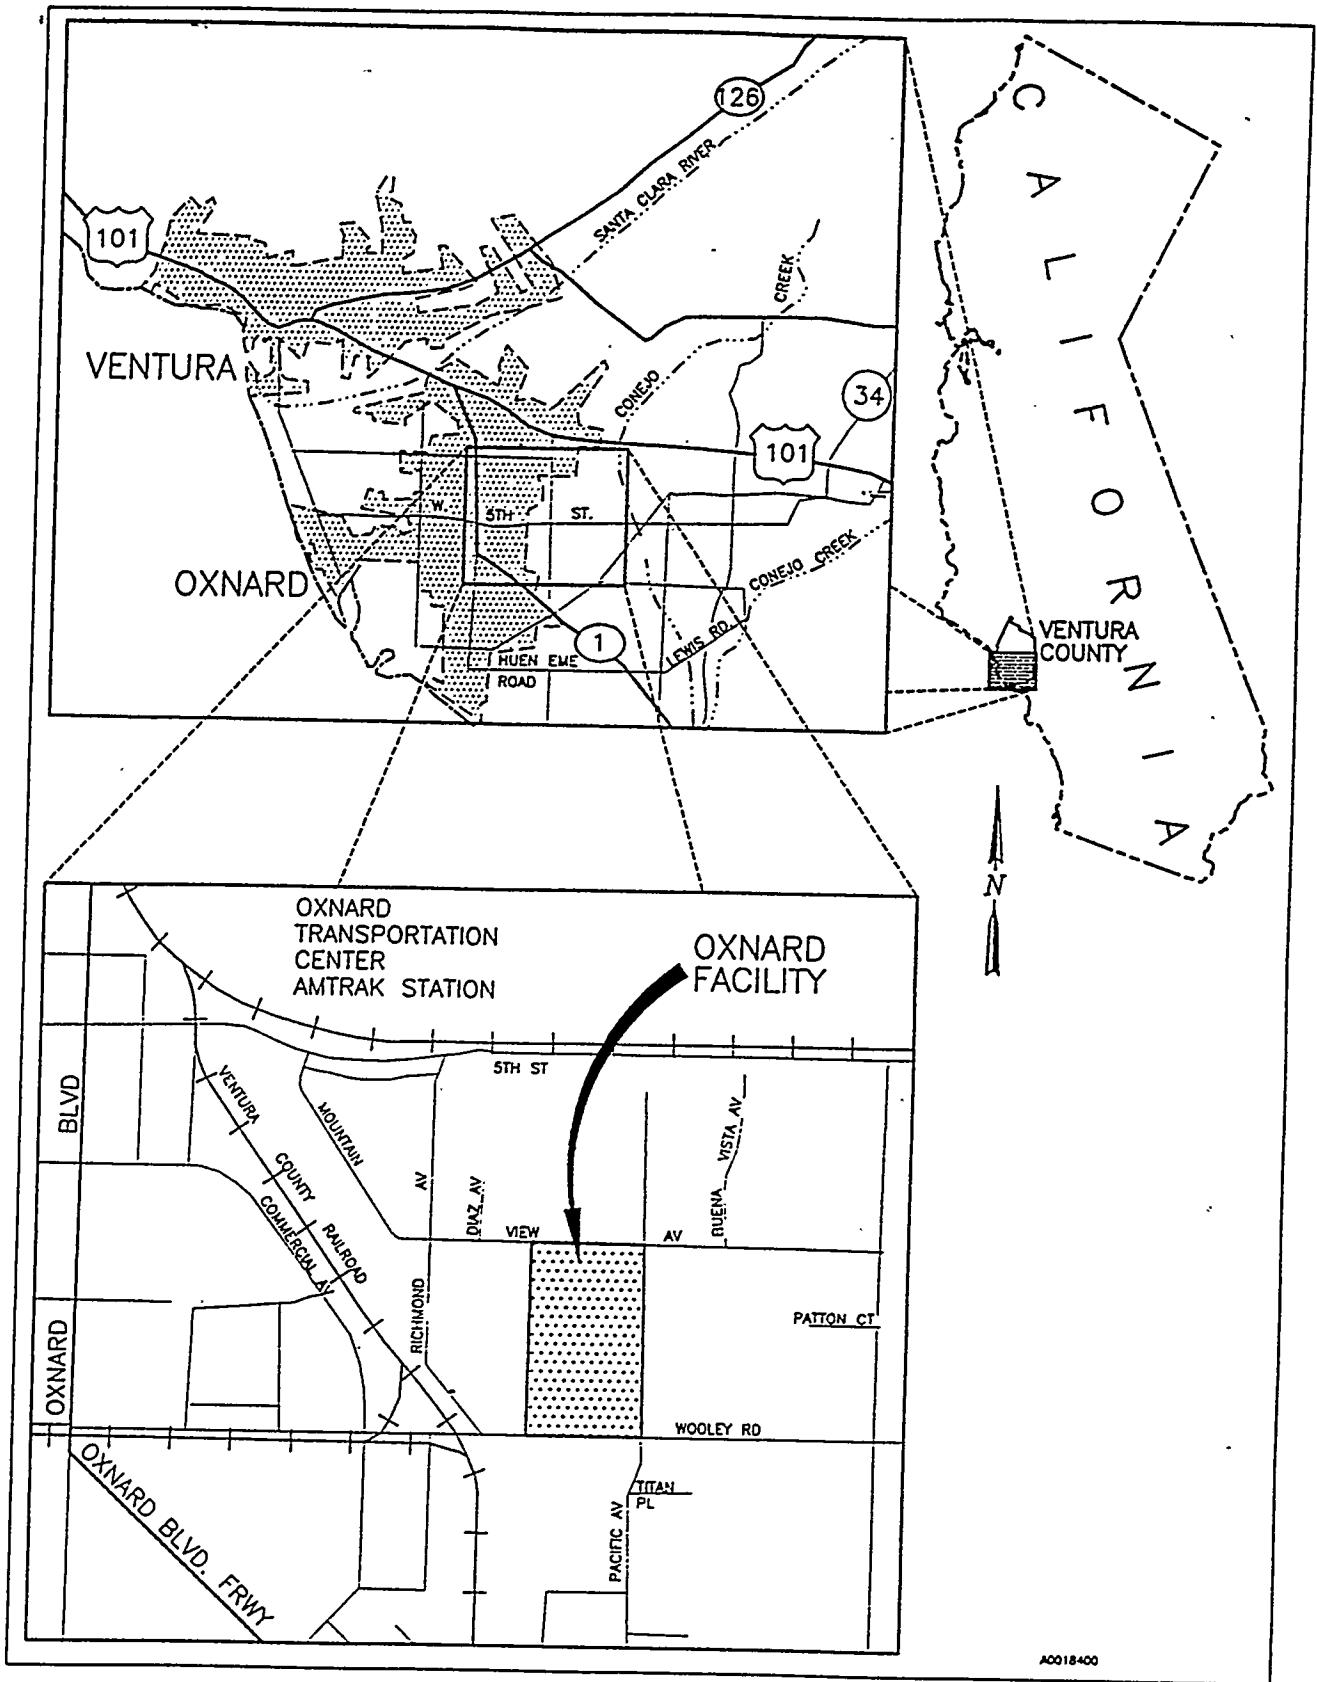 126
SANTA CLARA RIVER
101
CREEK
VENTURA
CONEJO
34
101
W. 5TH ST.
CONEJO CREEK
OXNARD
1
LEWIS RD.
HUEN EME
ROAD
CALIFORNIA
VENTURA
COUNTY
N
OXNARD
TRANSPORTATION
CENTER
AMTRAK STATION
OXNARD
FACILITY
5TH ST
BLVD
VENTURA COUNTY RAILROAD
MOUNTAIN
VIEW
AV
AV
DIAZ AV
BUENA VISTA AV
COMMERCIAL AV
RICHMOND
PATTON CT
OXNARD
WOOLEY RD
OXNARD BLVD. FRWY
TITAN
PL
PACIFIC AV
A0018400